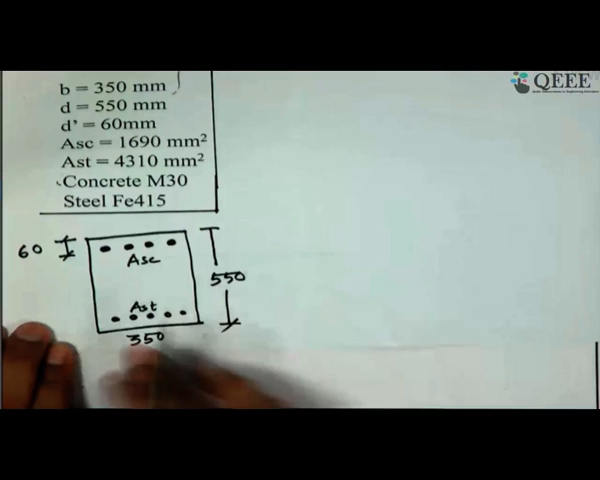 QEEE
b = 350 mm
d = 550 mm
d' = 60mm
Asc = 1690 mm²
Ast = 4310 mm²
Concrete M30
Steel Fe415
60
Asc
550
Ast
350